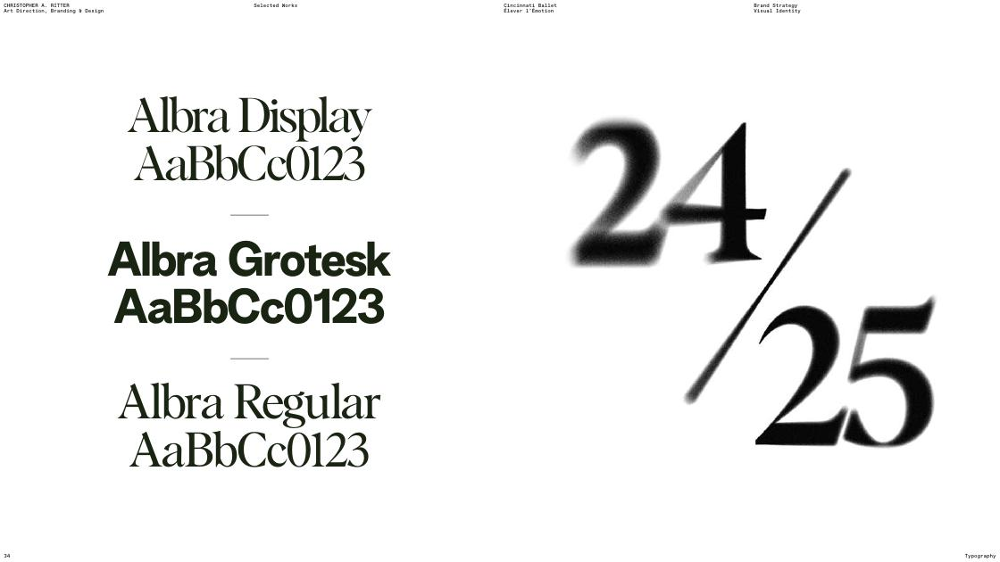 CHRISTOPHER A. RITTER
Art Direction, Branding & Design
Selected Works
Cincinnati Ballet
Élever l'Émotion
Brand Strategy
Visual Identity
Albra Display
AaBbCc0123
Albra Grotesk
AaBbCc0123
Albra Regular
AaBbCc0123
24
/
25
34
Typography